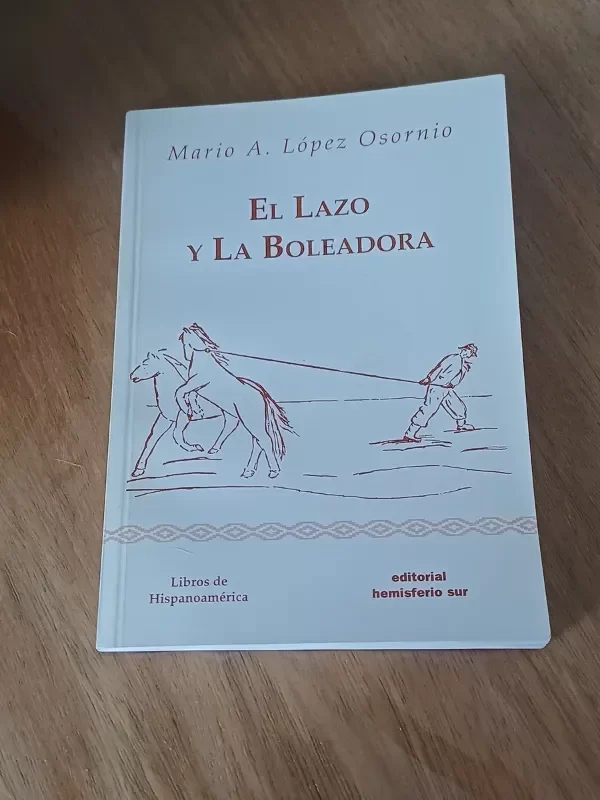 Mario A. López Osornio
El Lazo
y La Boleadora
Libros de
Hispanoamérica
editorial
hemisferio sur